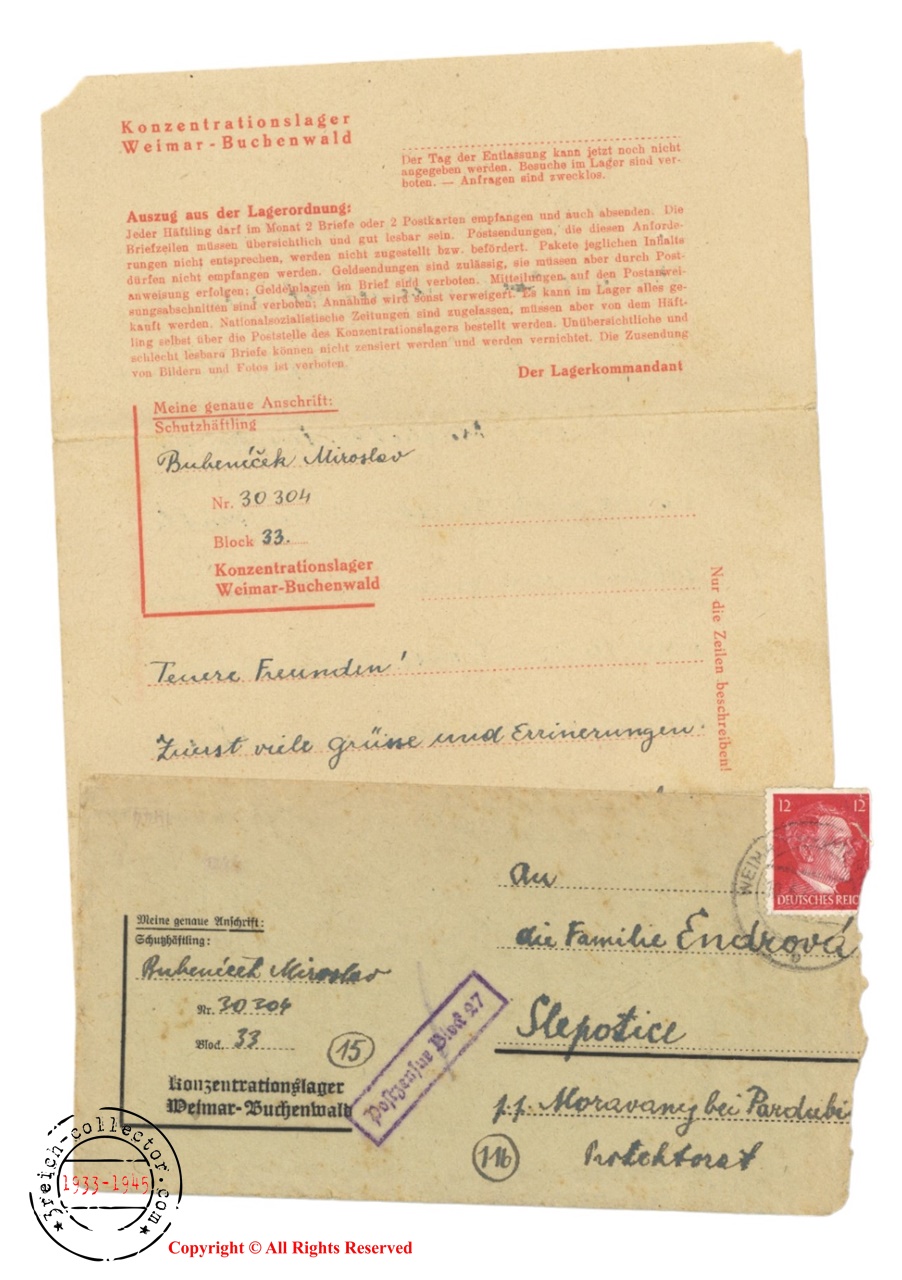 Konzentrationslager
Weimar-Buchenwald
Der Tag der Entlassung kann jetzt noch nicht
angegeben werden. Besuche im Lager sind ver-
boten. — Anfragen sind zwecklos.
Auszug aus der Lagerordnung:
Jeder Häftling darf im Monat 2 Briefe oder 2 Postkarten empfangen und auch absenden. Die
Briefzeilen müssen übersichtlich und gut lesbar sein. Postsendungen, die diesen Anforde-
rungen nicht entsprechen, werden nicht zugestellt bzw. befördert. Pakete jeglichen Inhalts
dürfen nicht empfangen werden. Geldsendungen sind zulässig, sie müssen aber durch Post-
anweisung erfolgen; Geldeinlagen im Brief sind verboten. Mitteilungen auf den Postanwei-
sungsabschnitten sind verboten; Annahme wird sonst verweigert. Es kann im Lager alles ge-
kauft werden. Nationalsozialistische Zeitungen sind zugelassen, müssen aber von dem Häft-
ling selbst über die Poststelle des Konzentrationslagers bestellt werden. Unübersichtliche und
schlecht lesbare Briefe können nicht zensiert werden und werden vernichtet. Die Zusendung
von Bildern und Fotos ist verboten.
Der Lagerkommandant
Meine genaue Anschrift:
Schutzhäftling
Bubeníček Miroslav
Nr. 30 304
Block 33.
Konzentrationslager
Weimar-Buchenwald
Nur die Zeilen beschreiben!
Teuere Freunden!
Zuerst viele grüsse und Errinerungen
12 12
DEUTSCHES REICH
WEIM
An
die Familie Endrová
Slepotice
p.p. Moravany bei Pardubi
Protektorat
Meine genaue Anschrift:
Schutzhäftling:
Bubeníček Miroslav
Nr. 30 304
Block 33
Konzentrationslager
Weimar-Buchenwald
15
Postzensur Block 27
11b
3reich-collector.com
1933-1945
Copyright © All Rights Reserved